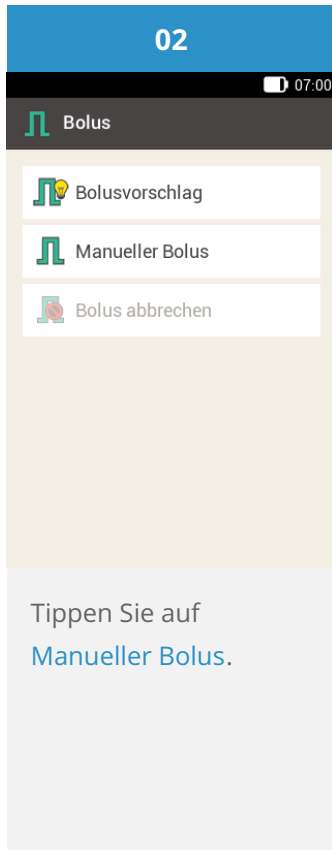 02
07:00
Bolus
Bolusvorschlag
Manueller Bolus
Bolus abbrechen
Tippen Sie auf
Manueller Bolus.